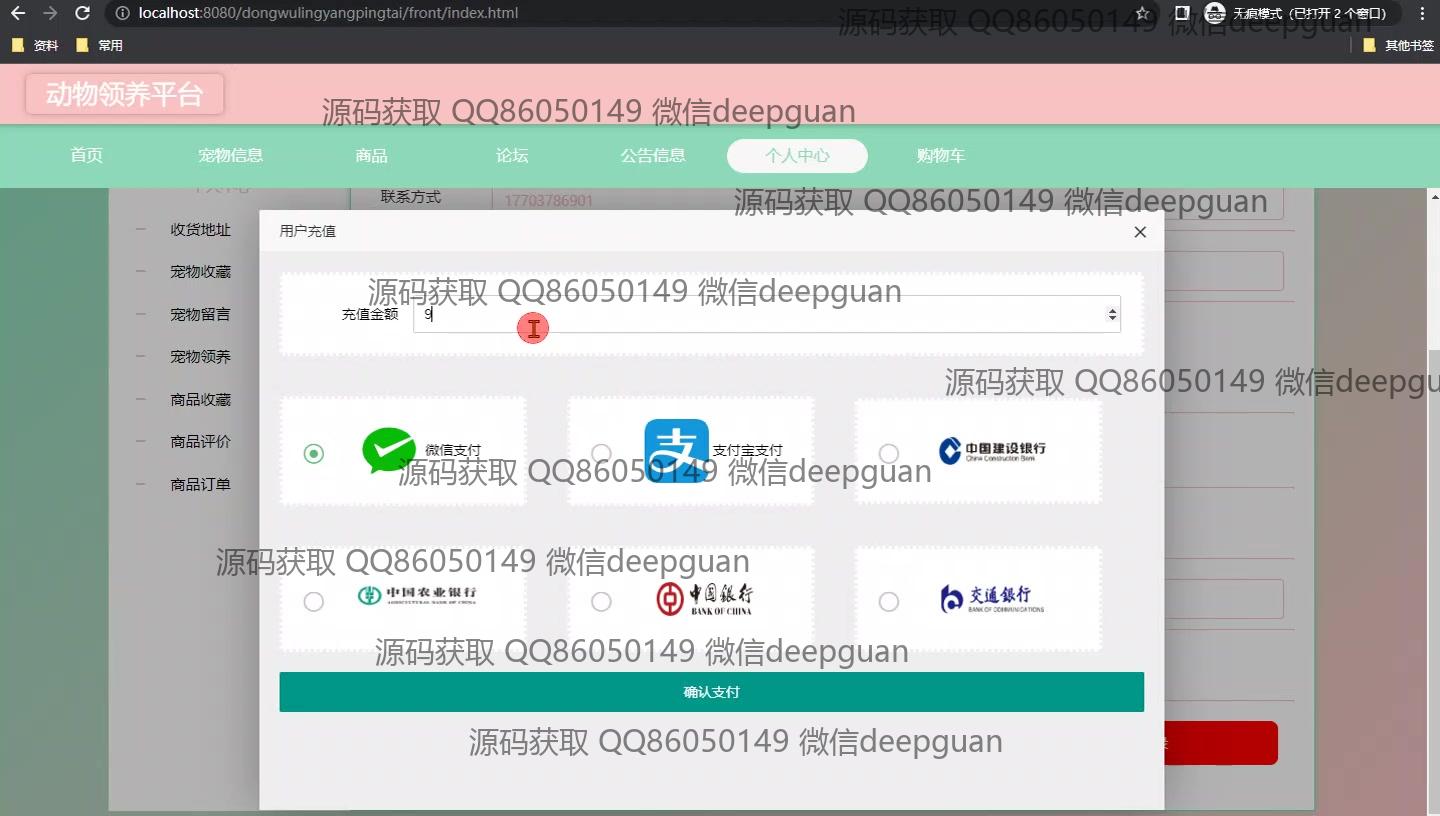 localhost:8080/dongwulingyangpingtai/front/index.html
无痕模式（已打开 2 个窗口）
资料
常用
其他书签
源码获取 QQ86050149 微信deepguan
动物领养平台
源码获取 QQ86050149 微信deepguan
首页
宠物信息
商品
论坛
公告信息
个人中心
购物车
个人中心
联系方式
17703786901
源码获取 QQ86050149 微信deepguan
收货地址
宠物收藏
宠物留言
宠物领养
商品收藏
商品评价
商品订单
用户充值
源码获取 QQ86050149 微信deepguan
充值金额
9
源码获取 QQ86050149 微信deepgu
微信支付
支
支付宝支付
中国建设银行
China Construction Bank
源码获取 QQ86050149 微信deepguan
源码获取 QQ86050149 微信deepguan
中国农业银行
AGRICULTURAL BANK OF CHINA
中国银行
BANK OF CHINA
交通银行
BANK OF COMMUNICATIONS
源码获取 QQ86050149 微信deepguan
确认支付
源码获取 QQ86050149 微信deepguan